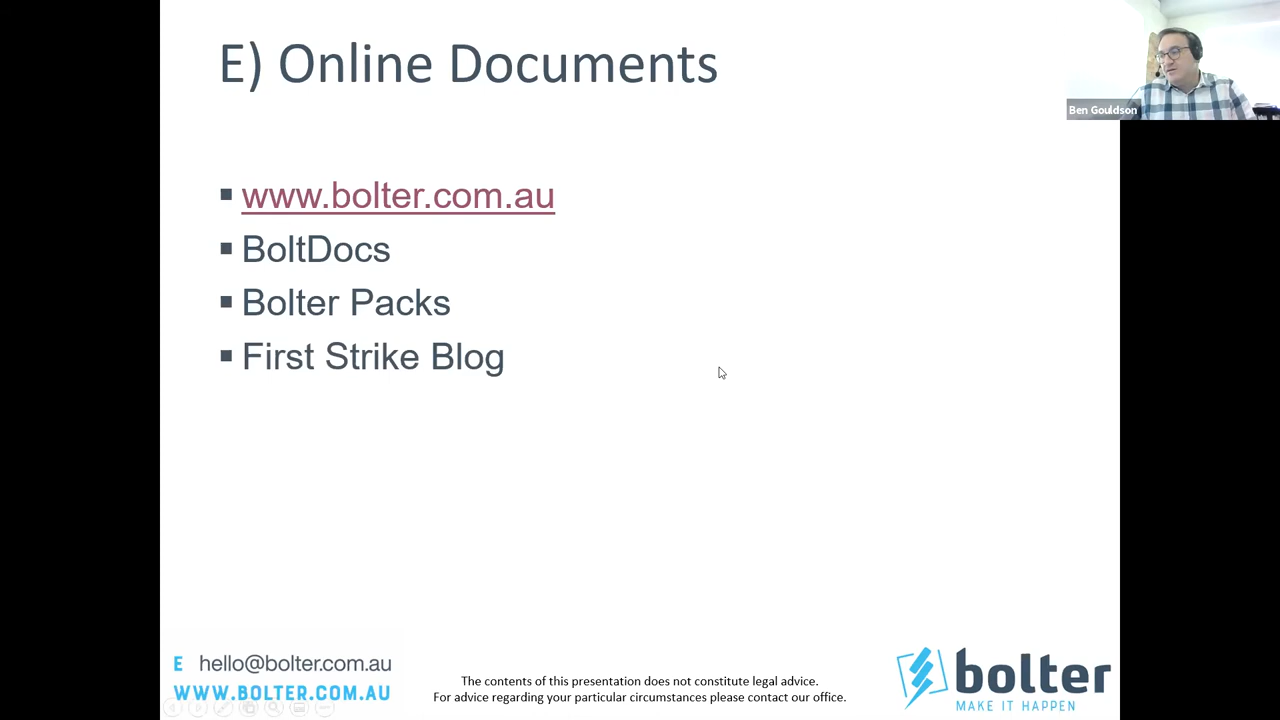 E) Online Documents
Ben Gouldson
www.bolter.com.au
BoltDocs
Bolter Packs
First Strike Blog
E hello@bolter.com.au
WWW.BOLTER.COM.AU
The contents of this presentation does not constitute legal advice.
For advice regarding your particular circumstances please contact our office.
bolter
MAKE IT HAPPEN